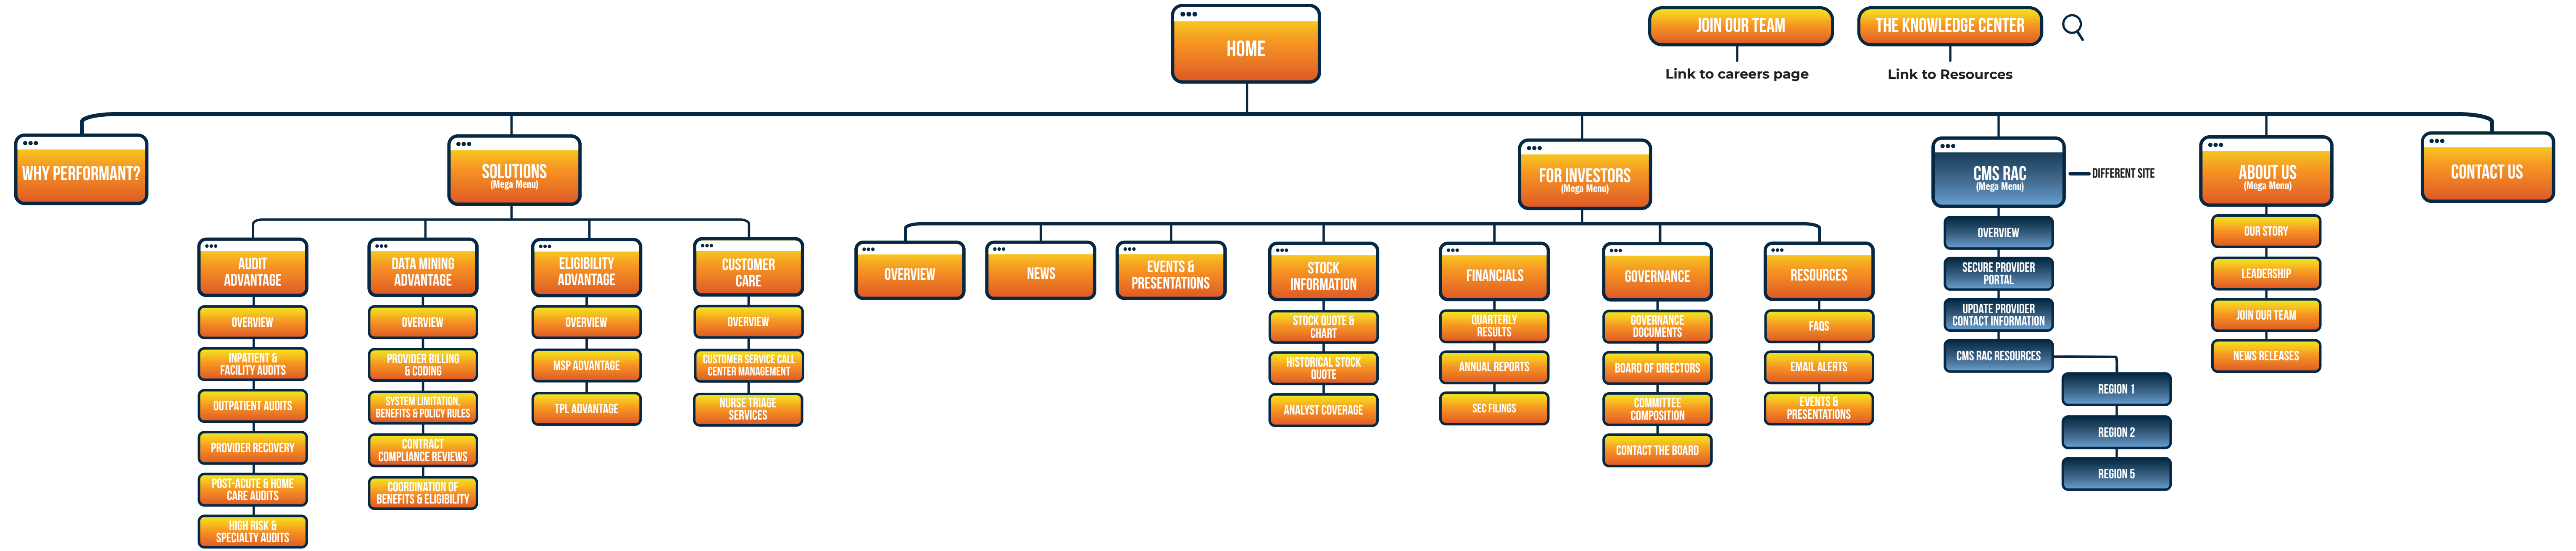 HOME
JOIN OUR TEAM
Link to careers page
THE KNOWLEDGE CENTER
Link to Resources
WHY PERFORMANT?
SOLUTIONS
(Mega Menu)
FOR INVESTORS
(Mega Menu)
CMS RAC
(Mega Menu)
DIFFERENT SITE
ABOUT US
(Mega Menu)
CONTACT US
AUDIT
ADVANTAGE
OVERVIEW
INPATIENT &
FACILITY AUDITS
OUTPATIENT AUDITS
PROVIDER RECOVERY
POST-ACUTE & HOME
CARE AUDITS
HIGH RISK &
SPECIALTY AUDITS
DATA MINING
ADVANTAGE
OVERVIEW
PROVIDER BILLING
& CODING
SYSTEM LIMITATION,
BENEFITS & POLICY RULES
CONTRACT
COMPLIANCE REVIEWS
COORDINATION OF
BENEFITS & ELIGIBILITY
ELIGIBILITY
ADVANTAGE
OVERVIEW
MSP ADVANTAGE
TPL ADVANTAGE
CUSTOMER
CARE
OVERVIEW
CUSTOMER SERVICE CALL
CENTER MANAGEMENT
NURSE TRIAGE
SERVICES
OVERVIEW
NEWS
EVENTS &
PRESENTATIONS
STOCK
INFORMATION
STOCK QUOTE &
CHART
HISTORICAL STOCK
QUOTE
ANALYST COVERAGE
FINANCIALS
QUARTERLY
RESULTS
ANNUAL REPORTS
SEC FILINGS
GOVERNANCE
GOVERNANCE
DOCUMENTS
BOARD OF DIRECTORS
COMMITTEE
COMPOSITION
CONTACT THE BOARD
RESOURCES
FAQS
EMAIL ALERTS
EVENTS &
PRESENTATIONS
OVERVIEW
SECURE PROVIDER
PORTAL
UPDATE PROVIDER
CONTACT INFORMATION
CMS RAC RESOURCES
REGION 1
REGION 2
REGION 5
OUR STORY
LEADERSHIP
JOIN OUR TEAM
NEWS RELEASES